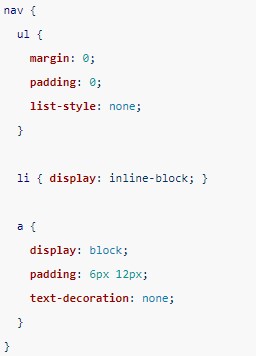 nav {
  ul {
    margin: 0;
    padding: 0;
    list-style: none;
  }

  li { display: inline-block; }

  a {
    display: block;
    padding: 6px 12px;
    text-decoration: none;
  }
}